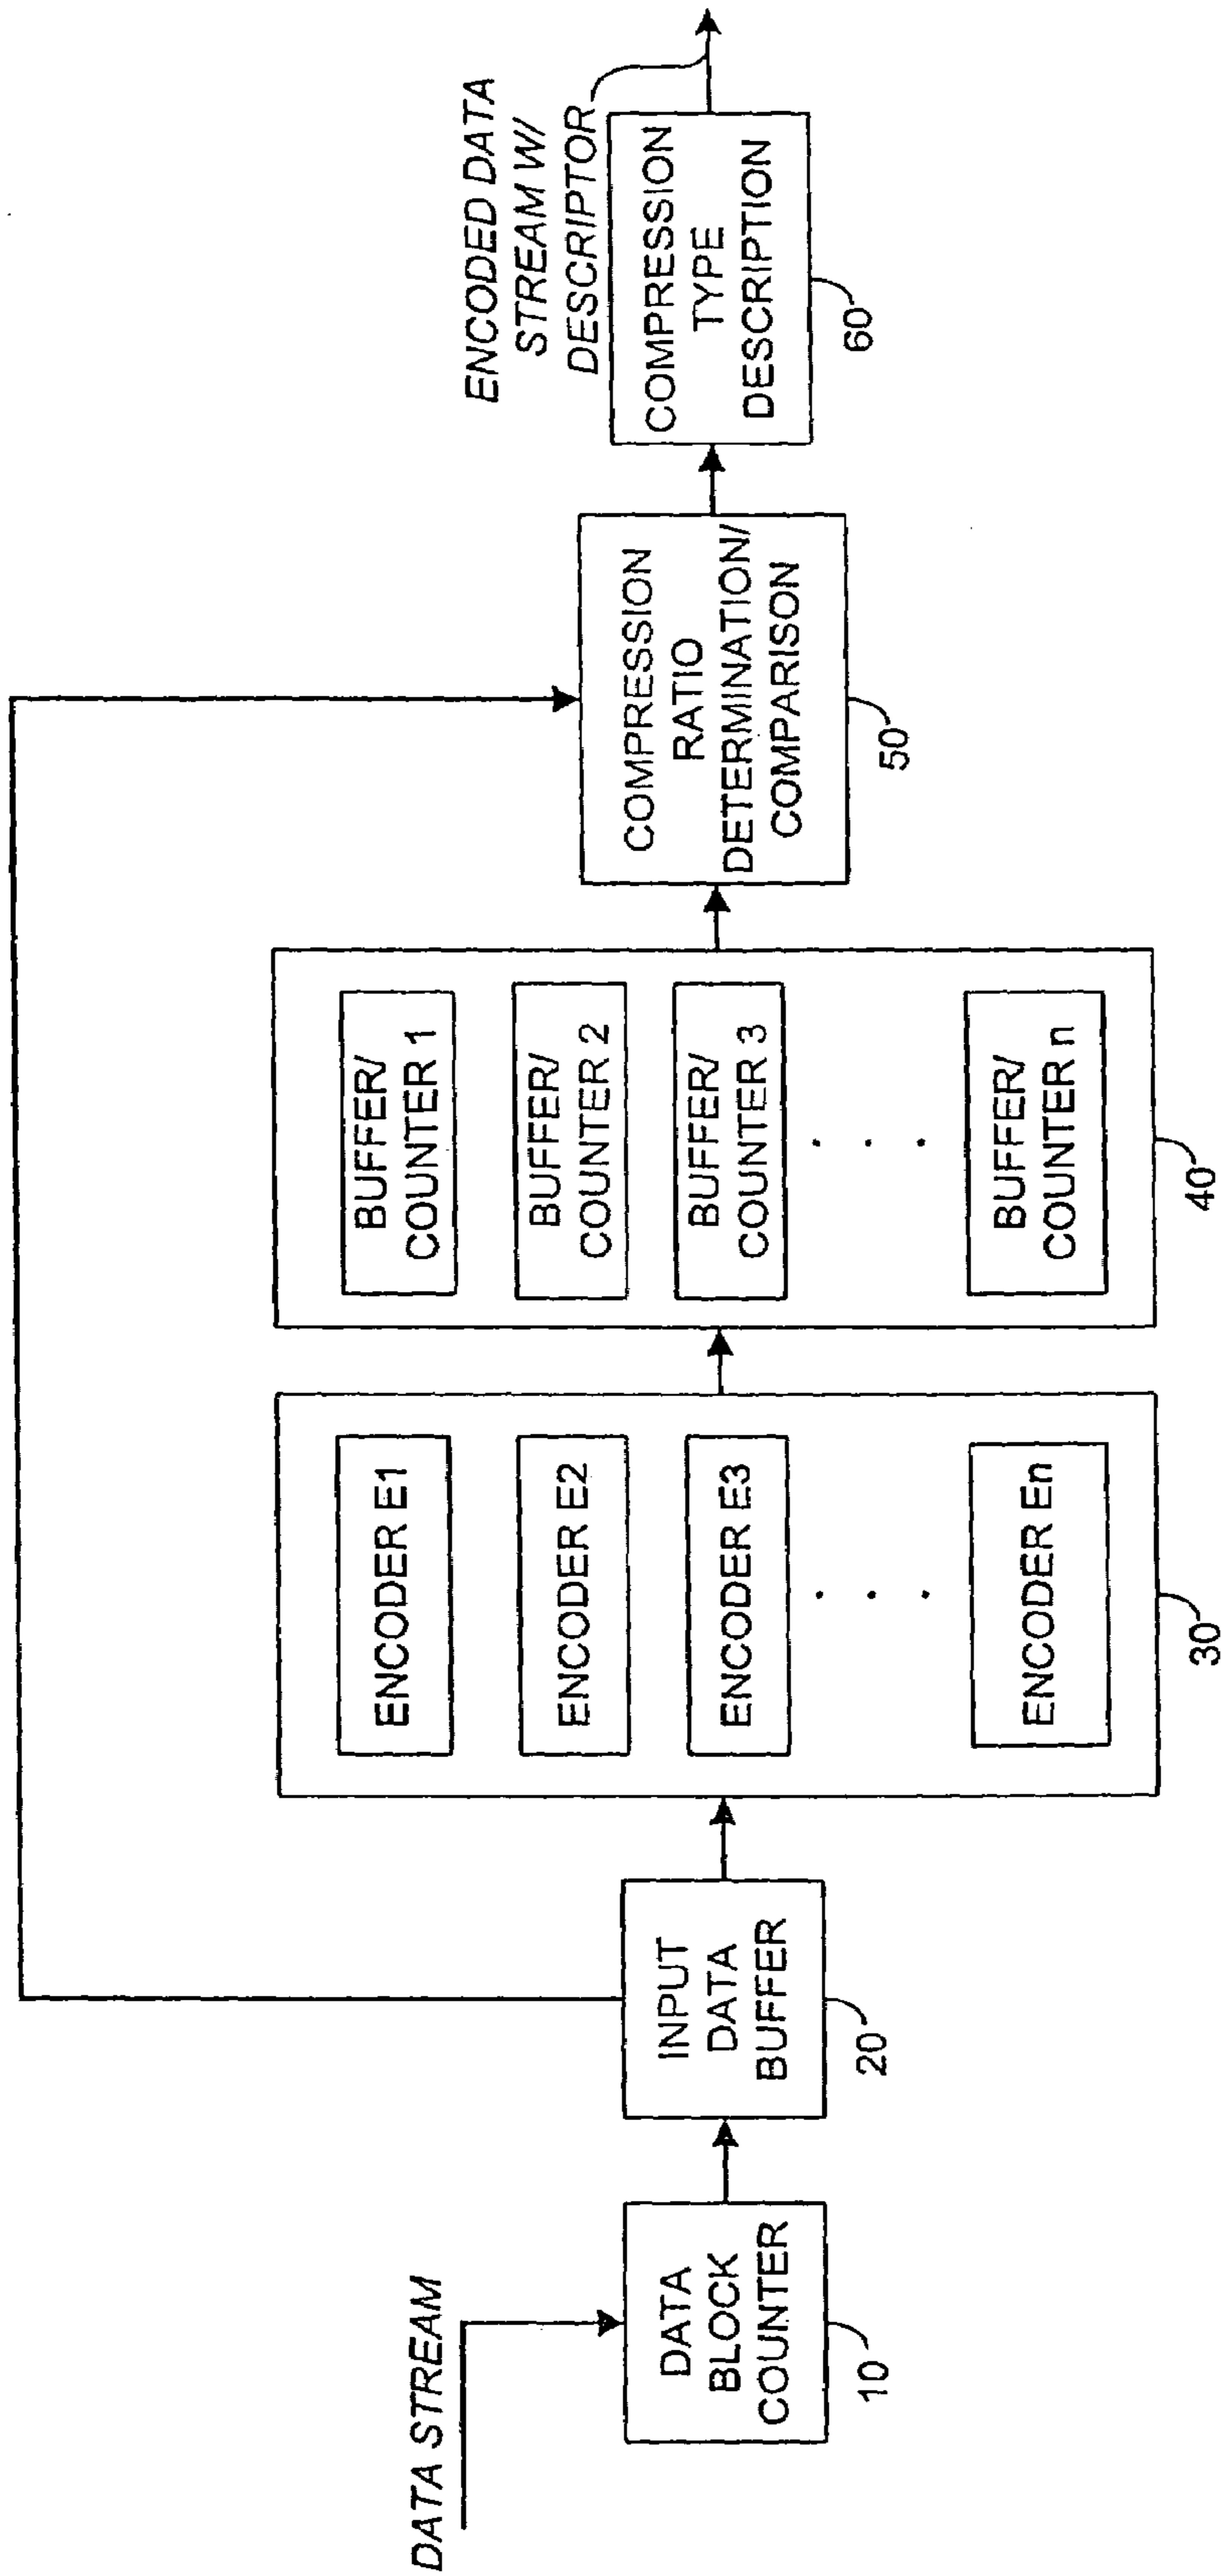 DATA STREAM
DATA
BLOCK
COUNTER
10
INPUT
DATA
BUFFER
20
ENCODER E1
ENCODER E2
ENCODER E3
. . .
ENCODER En
30
BUFFER/
COUNTER 1
BUFFER/
COUNTER 2
BUFFER/
COUNTER 3
. . .
BUFFER/
COUNTER n
40
COMPRESSION
RATIO
DETERMINATION/
COMPARISON
50
COMPRESSION
TYPE
DESCRIPTION
60
ENCODED DATA
STREAM W/
DESCRIPTOR